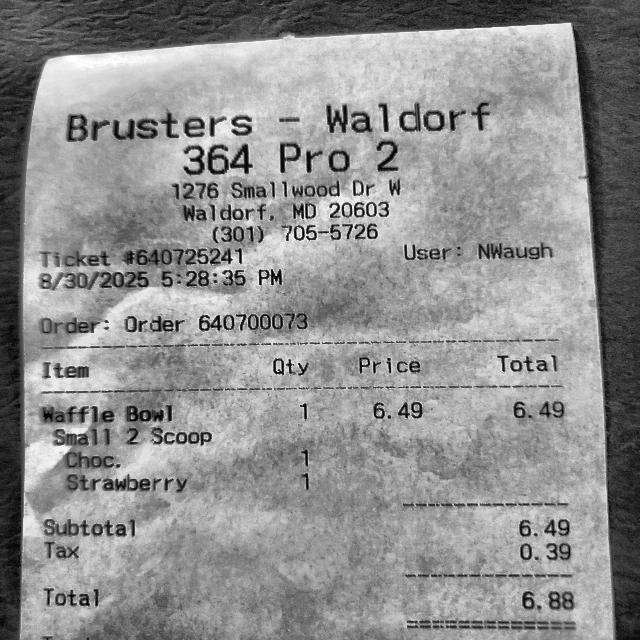 Brusters - Waldorf
364 Pro 2
1276 Smallwood Dr W
Waldorf, MD 20603
(301) 705-5726
Ticket #640725241 User: NWaugh
8/30/2025 5:28:35 PM
Order: Order 640700073
Item Qty Price Total
Waffle Bowl 1 6.49 6.49
Small 2 Scoop
Choc. 1
Strawberry 1
Subtotal 6.49
Tax 0.39
Total 6.88